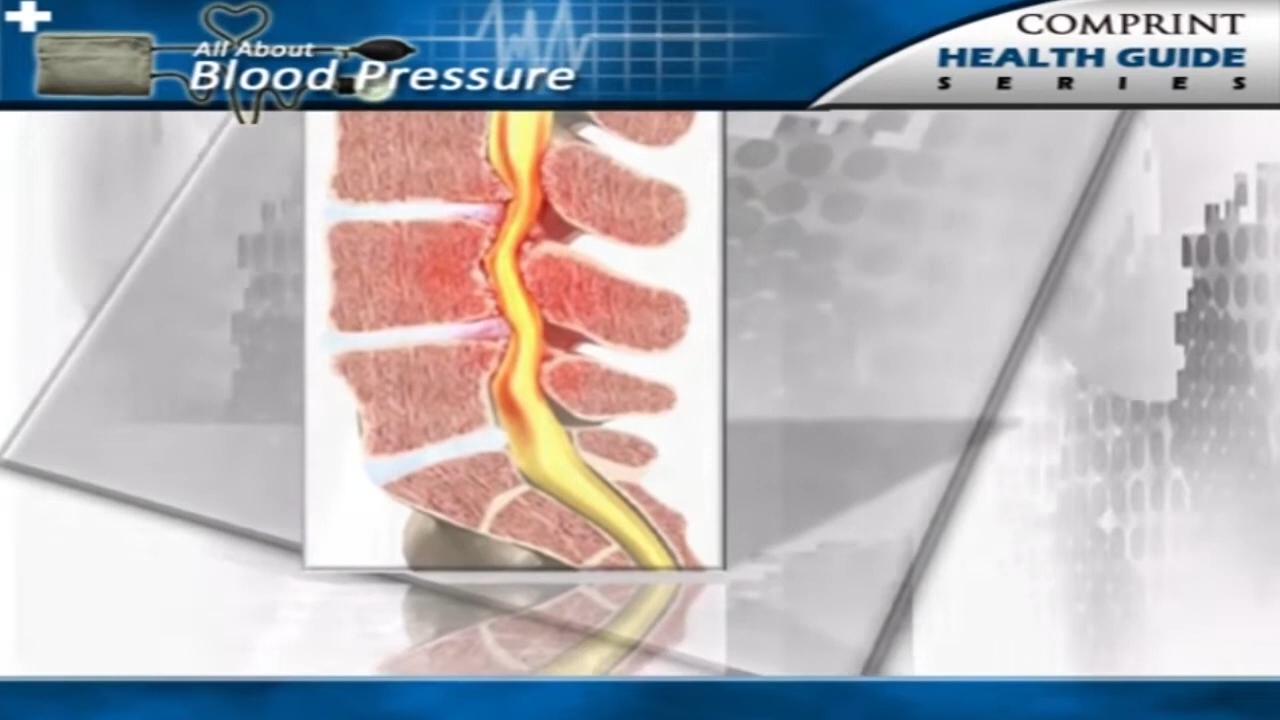 All About
Blood Pressure
COMPRINT
HEALTH GUIDE
SERIES